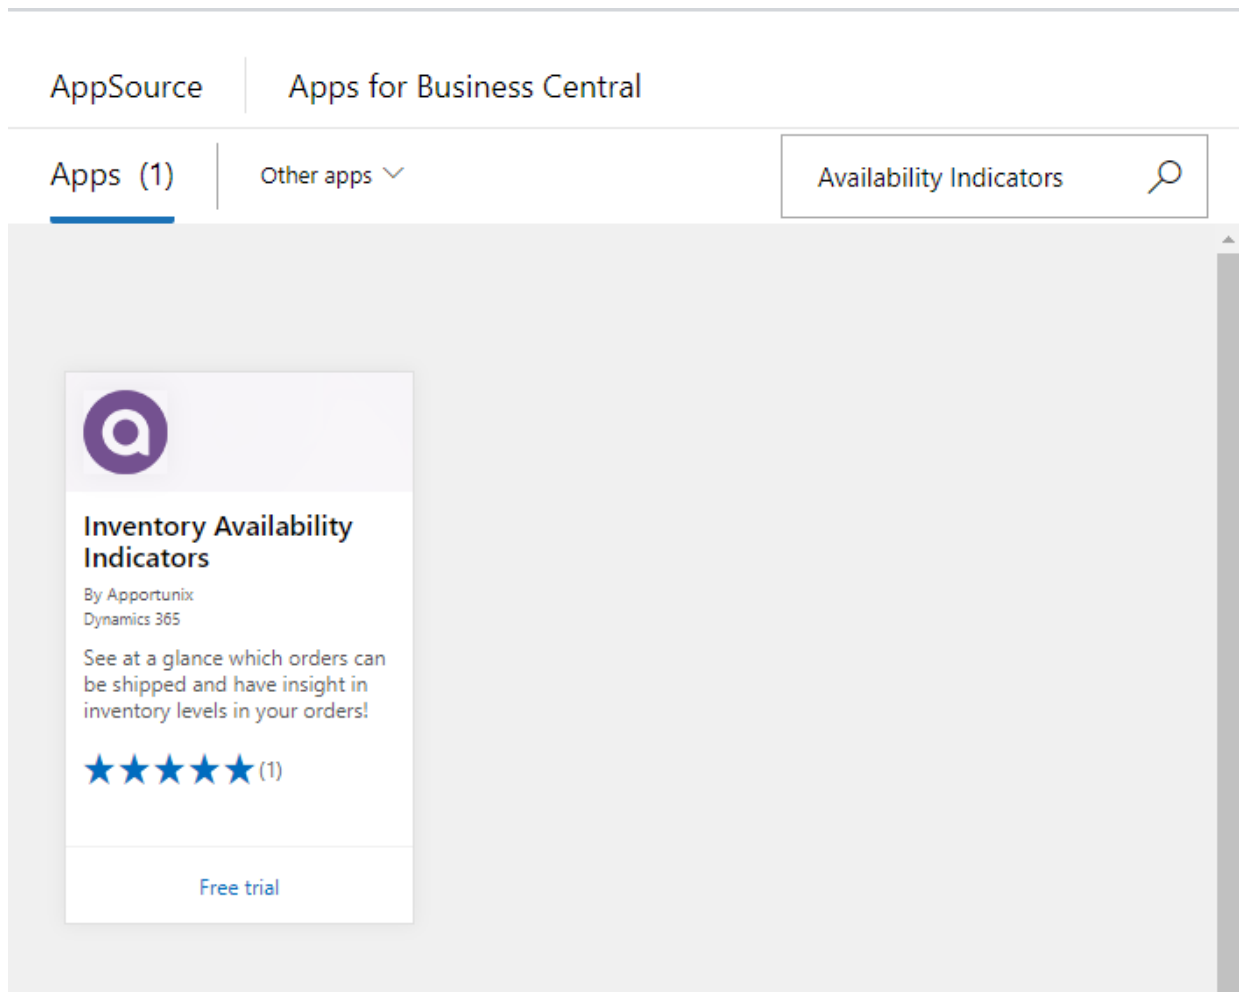 AppSource
Apps for Business Central
Apps (1)
Other apps
Availability Indicators
Inventory Availability
Indicators
By Apportunix
Dynamics 365
See at a glance which orders can
be shipped and have insight in
inventory levels in your orders!
(1)
Free trial